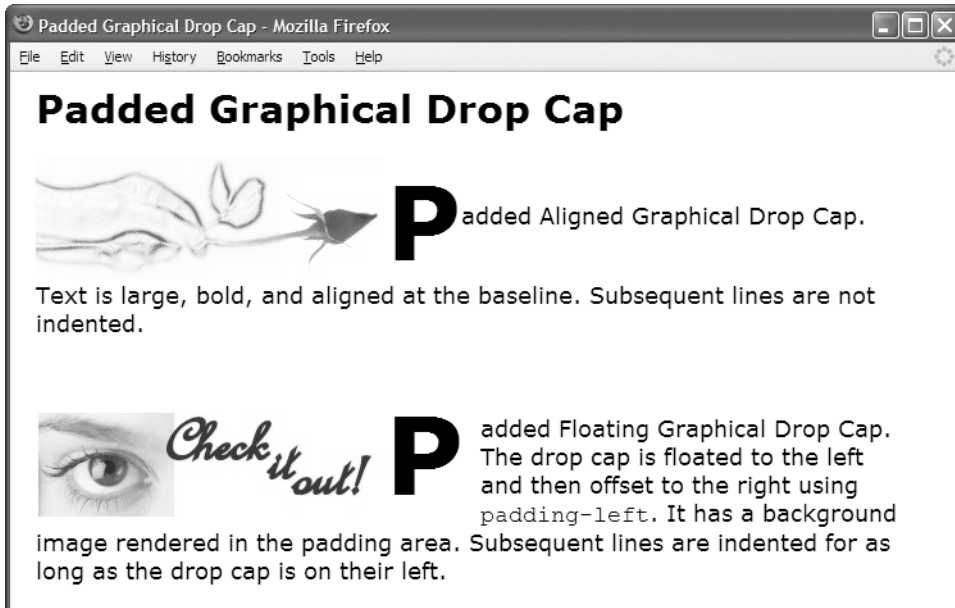 Padded Graphical Drop Cap - Mozilla Firefox
File Edit View History Bookmarks Tools Help
Padded Graphical Drop Cap
Padded Aligned Graphical Drop Cap.
Text is large, bold, and aligned at the baseline. Subsequent lines are not
indented.
Check it out!
Padded Floating Graphical Drop Cap.
The drop cap is floated to the left
and then offset to the right using
padding-left. It has a background
image rendered in the padding area. Subsequent lines are indented for as
long as the drop cap is on their left.